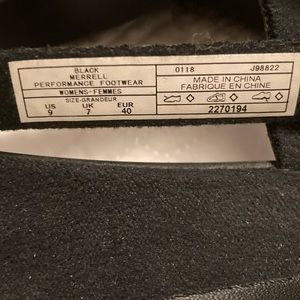 BLACK
MERRELL
PERFORMANCE FOOTWEAR
WOMENS-FEMMES
SIZE-GRANDEUR
US UK EUR
9 7 40
0118 J98822
MADE IN CHINA
FABRIQUE EN CHINE
2270194